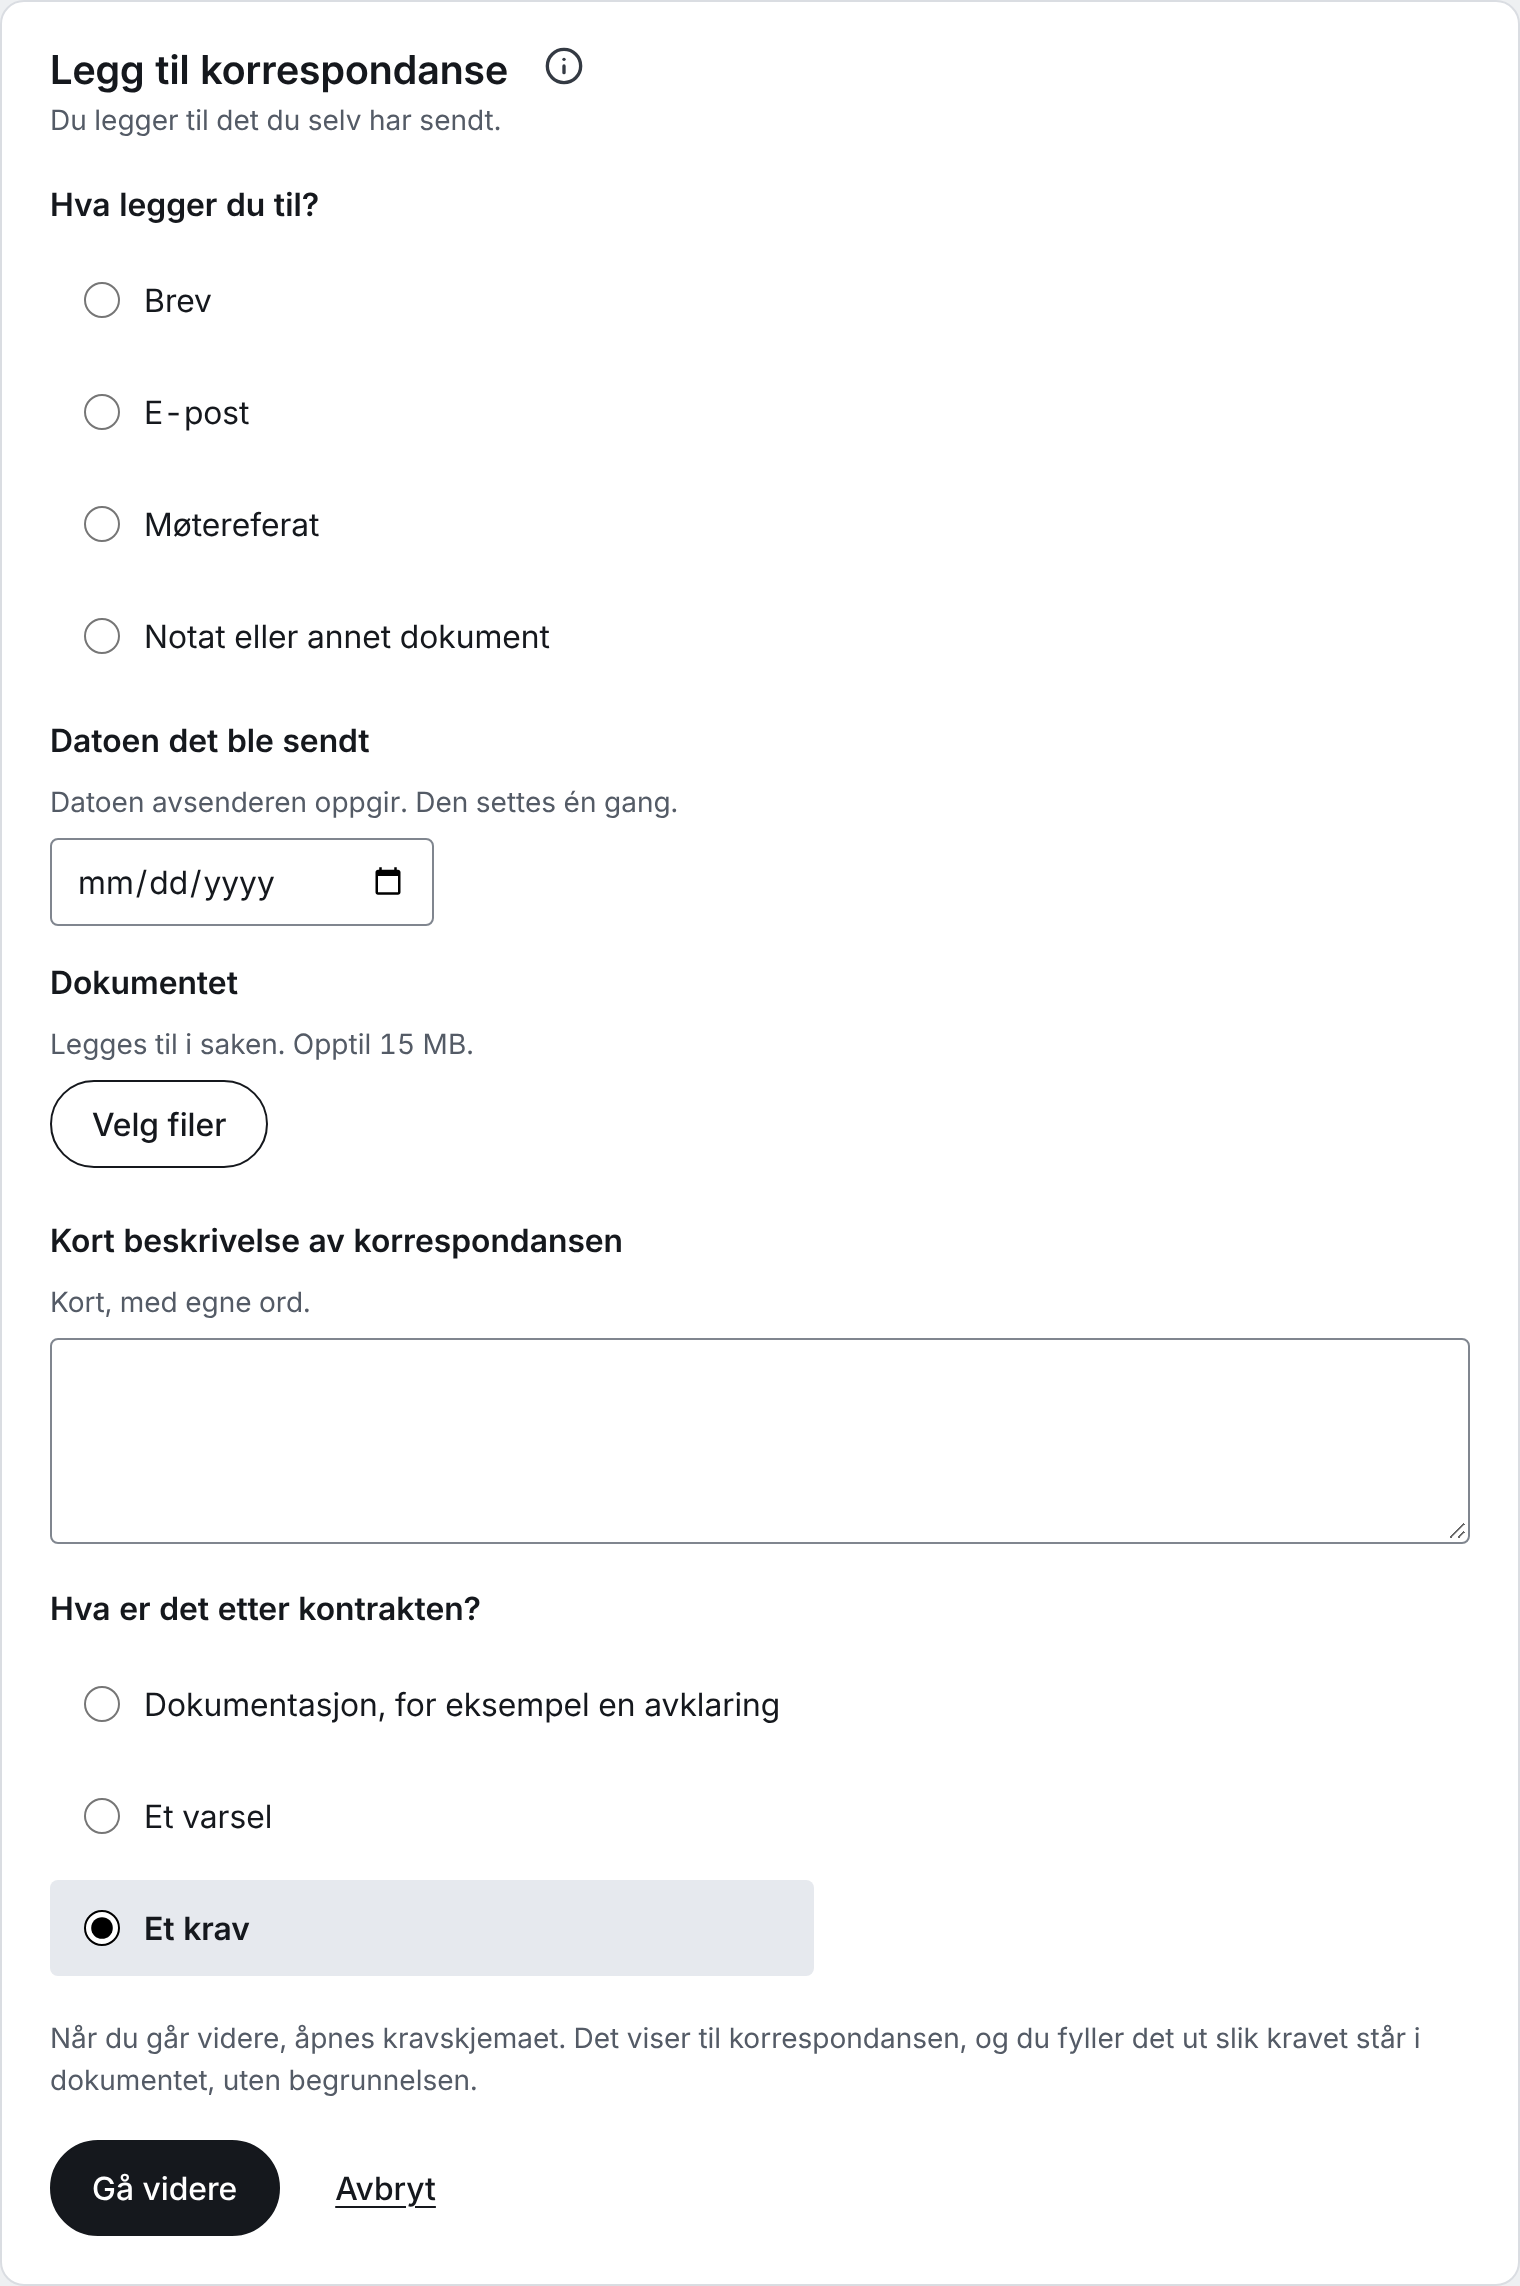 Legg til korrespondanse
Du legger til det du selv har sendt.
Hva legger du til?
Brev
E-post
Møtereferat
Notat eller annet dokument
Datoen det ble sendt
Datoen avsenderen oppgir. Den settes én gang.
mm/dd/yyyy
Dokumentet
Legges til i saken. Opptil 15 MB.
Velg filer
Kort beskrivelse av korrespondansen
Kort, med egne ord.
Hva er det etter kontrakten?
Dokumentasjon, for eksempel en avklaring
Et varsel
Et krav
Når du går videre, åpnes kravskjemaet. Det viser til korrespondansen, og du fyller det ut slik kravet står i
dokumentet, uten begrunnelsen.
Gå videre
Avbryt